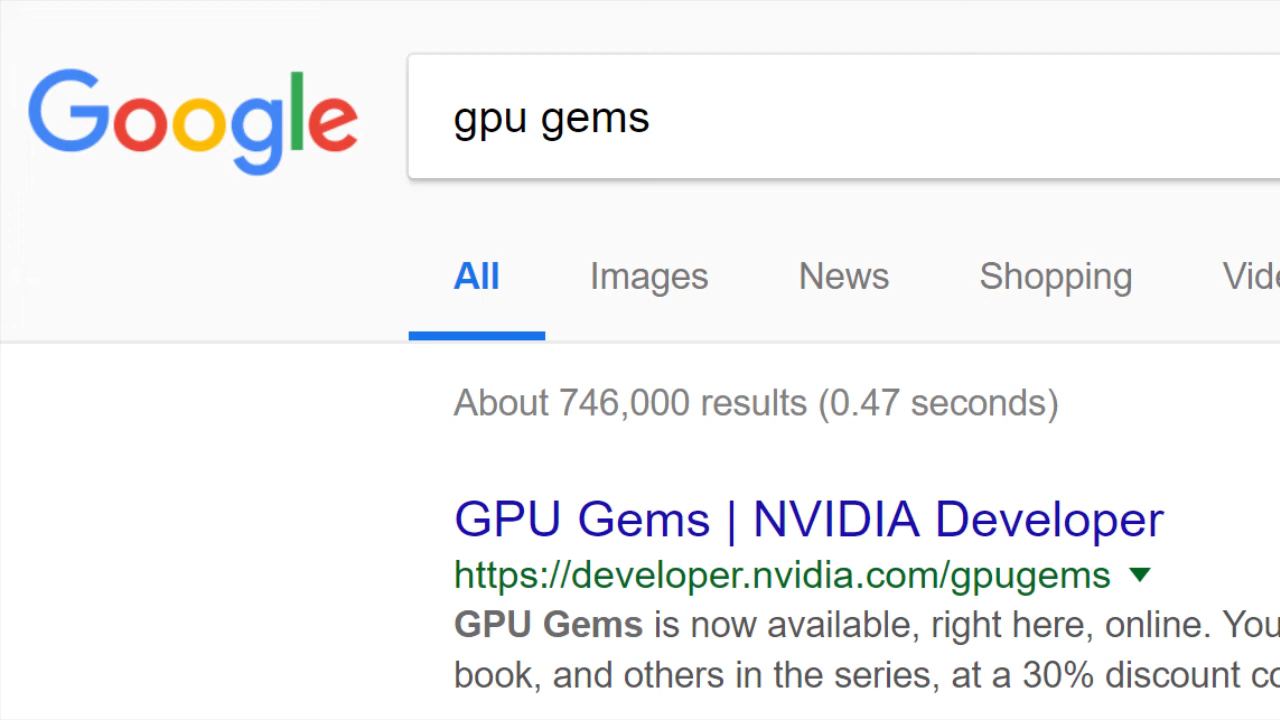 Google
gpu gems
All Images News Shopping
About 746,000 results (0.47 seconds)
GPU Gems | NVIDIA Developer
https://developer.nvidia.com/gpugems
GPU Gems is now available, right here, online. You
book, and others in the series, at a 30% discount